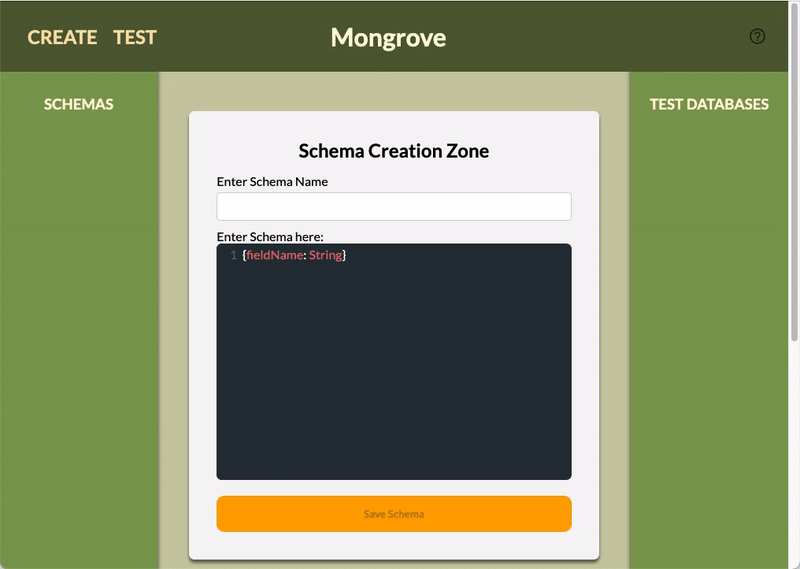 CREATE TEST Mongrove ?
SCHEMAS
TEST DATABASES
Schema Creation Zone
Enter Schema Name
Enter Schema here:
1 {fieldName: String}
Save Schema